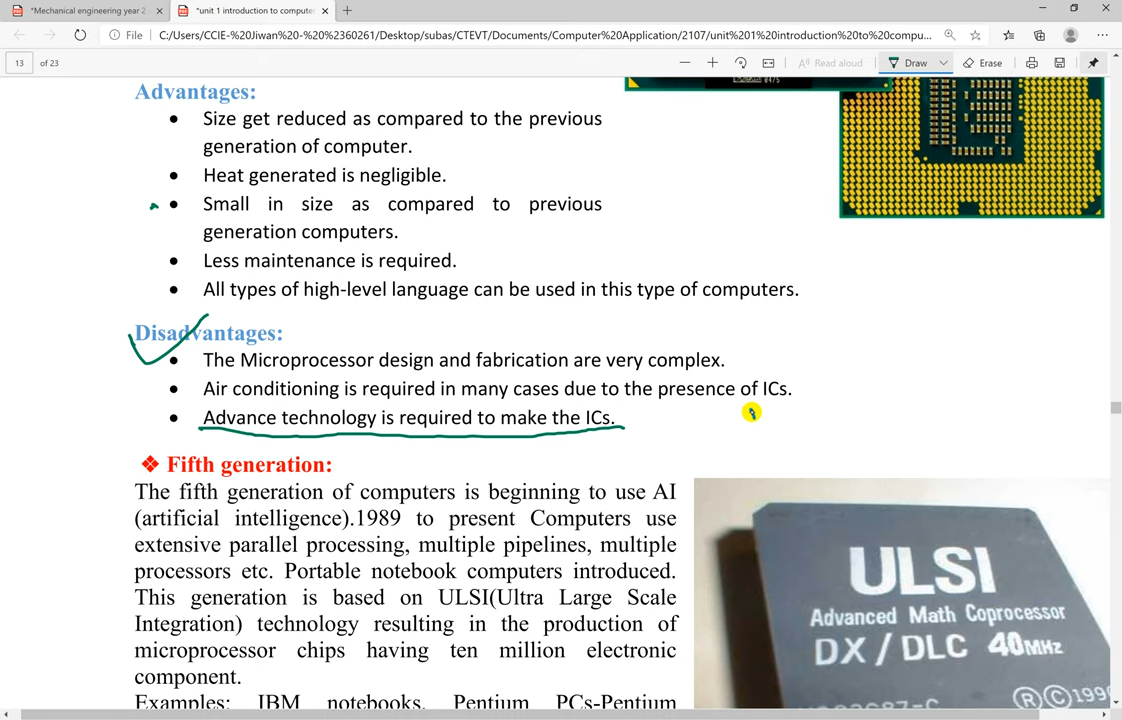 "Mechanical engineering year 2
"unit 1 introduction to compute
File
C:/Users/CCIE-%20Jiwan%20-%20%2360261/Desktop/subas/CTEVT/Documents/Computer%20Application/2107/unit%201%20introduction%20to%20compu...
13 of 23
Read aloud
Draw
Erase
Advantages:
• Size get reduced as compared to the previous
generation of computer.
• Heat generated is negligible.
• Small in size as compared to previous
generation computers.
• Less maintenance is required.
• All types of high-level language can be used in this type of computers.
Disadvantages:
• The Microprocessor design and fabrication are very complex.
• Air conditioning is required in many cases due to the presence of ICs.
• Advance technology is required to make the ICs.
❖ Fifth generation:
The fifth generation of computers is beginning to use AI
(artificial intelligence).1989 to present Computers use
extensive parallel processing, multiple pipelines, multiple
processors etc. Portable notebook computers introduced.
This generation is based on ULSI(Ultra Large Scale
Integration) technology resulting in the production of
microprocessor chips having ten million electronic
component.
Examples: IBM notebooks, Pentium PCs-Pentium
ULSI
Advanced Math Coprocessor
DX/DLC 40MHz